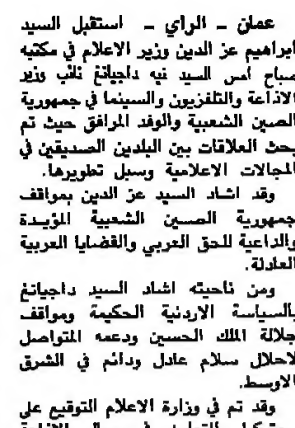 عمان - الراي - استقبل السيد
ابراهيم عز الدين وزير الاعلام في مكتبه
صباح امس السيد نيه داجيانغ نائب وزير
الاذاعة والتلفزيون والسينما في جمهورية
الصين الشعبية والوفد المرافق حيث تم
بحث العلاقات بين البلدين الصديقين في
المجالات الاعلامية وسبل تطويرها.
وقد اشاد السيد عز الدين بمواقف
جمهورية الصين الشعبية المؤيدة
والداعية للحق العربي والقضايا العربية
العادلة.
ومن ناحيته اشاد السيد داجيانغ
بالسياسة الاردنية الحكيمة ومواقف
جلالة الملك الحسين ودعمه المتواصل
لاحلال سلام عادل ودائم في الشرق
الاوسط.
وقد تم في وزارة الاعلام التوقيع على